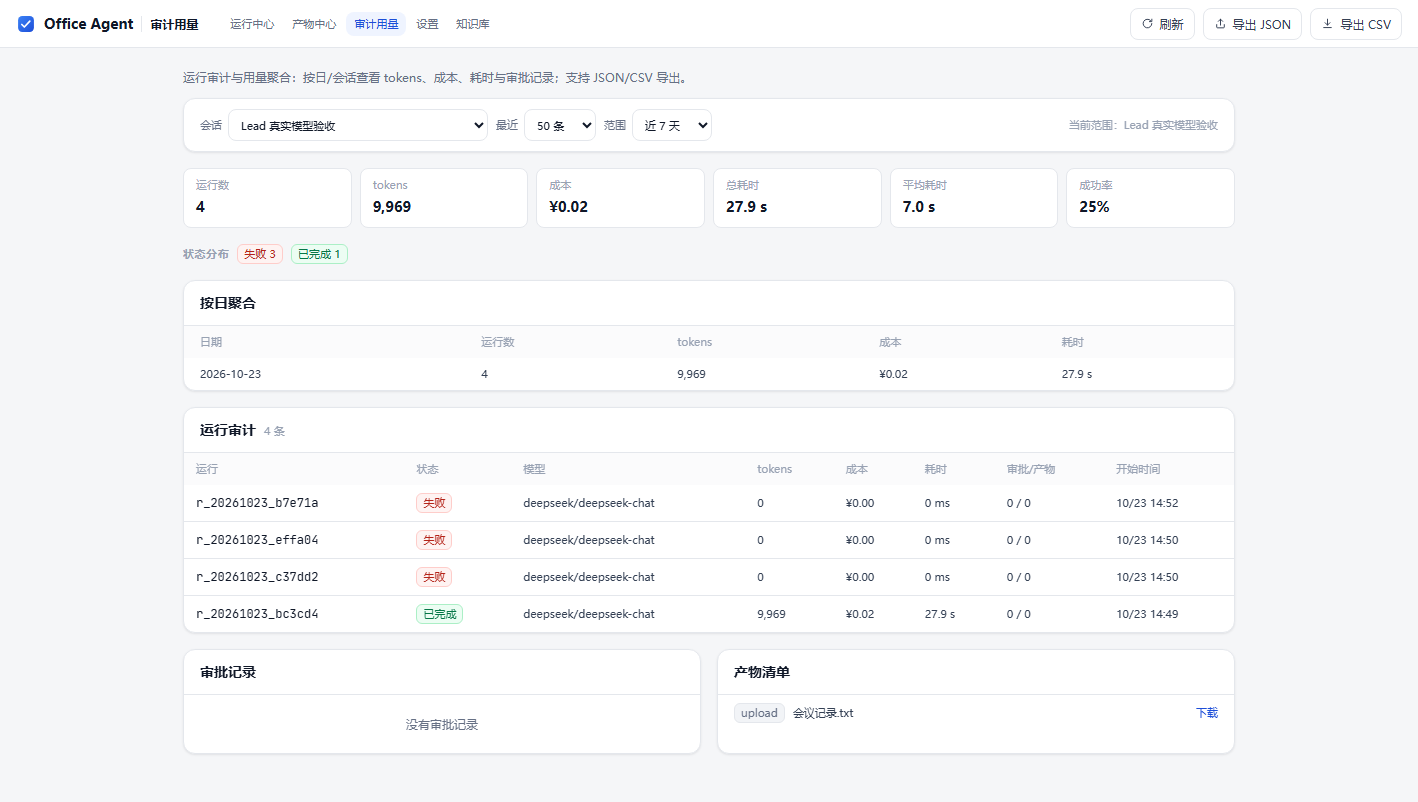 Office Agent 审计用量 运行中心 产物中心 审计用量 设置 知识库 刷新 导出 JSON 导出 CSV
运行审计与用量聚合：按日/会话查看 tokens、成本、耗时与审批记录；支持 JSON/CSV 导出。
会话 Lead 真实模型验收 最近 50 条 范围 近 7 天 当前范围：Lead 真实模型验收
运行数 tokens 成本 总耗时 平均耗时 成功率
4 9,969 ¥0.02 27.9 s 7.0 s 25%
状态分布 失败 3 已完成 1
按日聚合
日期 运行数 tokens 成本 耗时
2026-10-23 4 9,969 ¥0.02 27.9 s
运行审计 4 条
运行 状态 模型 tokens 成本 耗时 审批/产物 开始时间
r_20261023_b7e71a 失败 deepseek/deepseek-chat 0 ¥0.00 0 ms 0 / 0 10/23 14:52
r_20261023_effa04 失败 deepseek/deepseek-chat 0 ¥0.00 0 ms 0 / 0 10/23 14:50
r_20261023_c37dd2 失败 deepseek/deepseek-chat 0 ¥0.00 0 ms 0 / 0 10/23 14:50
r_20261023_bc3cd4 已完成 deepseek/deepseek-chat 9,969 ¥0.02 27.9 s 0 / 0 10/23 14:49
审批记录
没有审批记录
产物清单
upload 会议记录.txt 下载